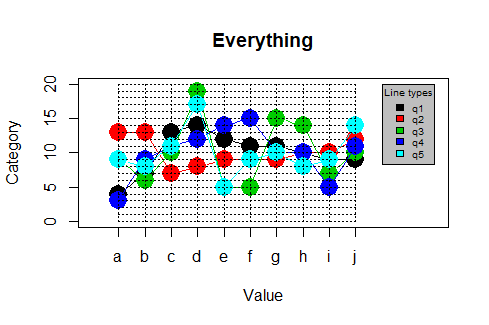 Everything
Category
20
15
10
5
0
a b c d e f g h i j
Value
Line types
q1
q2
q3
q4
q5